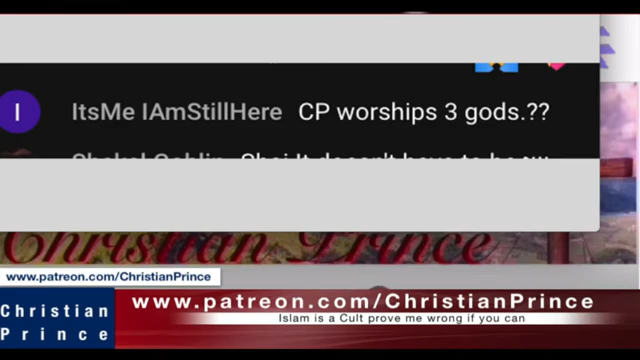 I
ItsMe IAmStillHere CP worships 3 gods.??
Christian Prince
www.patreon.com/ChristianPrince
Christian
Prince
www.patreon.com/ChristianPrince
Islam is a Cult prove me wrong if you can